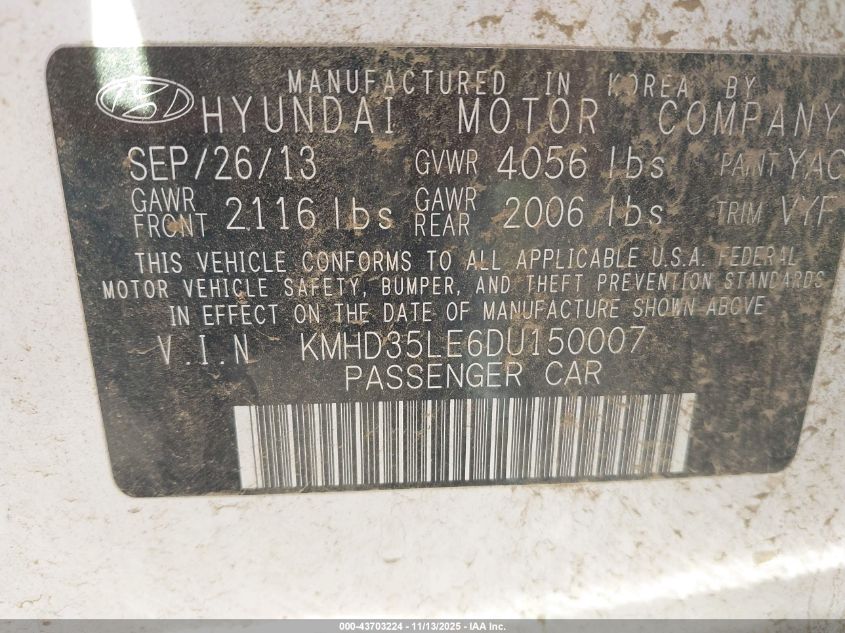 MANUFACTURED IN KOREA BY
HYUNDAI MOTOR COMPANY
SEP/26/13 GVWR 4056 lbs PAINT YAC
GAWR FRONT 2116 lbs GAWR REAR 2006 lbs TRIM VYF
THIS VEHICLE CONFORMS TO ALL APPLICABLE U.S.A. FEDERAL
MOTOR VEHICLE SAFETY, BUMPER, AND THEFT PREVENTION STANDARDS
IN EFFECT ON THE DATE OF MANUFACTURE SHOWN ABOVE
V.I.N KMHD35LE6DU150007
PASSENGER CAR
000-43703224 - 11/13/2025 - IAA Inc.